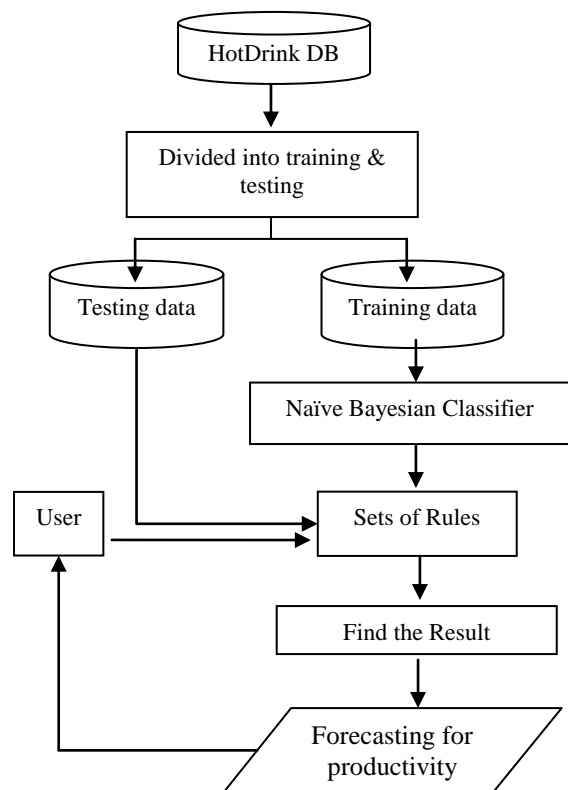 HotDrink DB
Divided into training &
testing
Testing data
Training data
Naïve Bayesian Classifier
User
Sets of Rules
Find the Result
Forecasting for
productivity